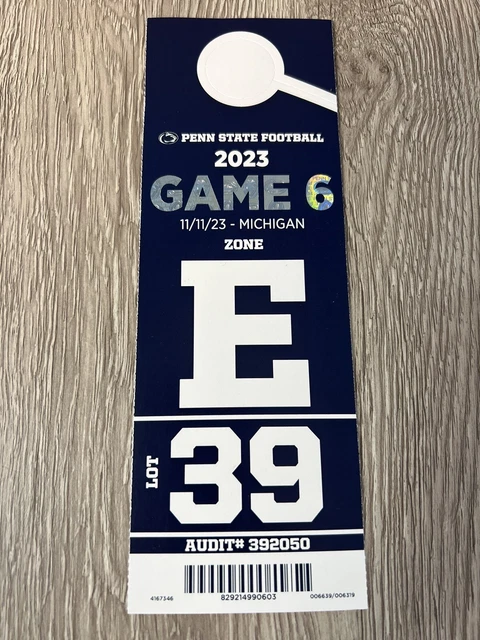 PENN STATE FOOTBALL
2023
GAME 6
11/11/23 - MICHIGAN
ZONE
E
LOT
39
AUDIT# 392050
4167346
829214990603
006639/006319